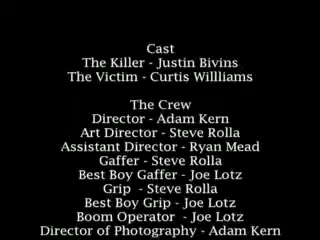 Cast
The Killer - Justin Bivins
The Victim - Curtis Willliams
The Crew
Director - Adam Kern
Art Director - Steve Rolla
Assistant Director - Ryan Mead
Gaffer - Steve Rolla
Best Boy Gaffer - Joe Lotz
Grip - Steve Rolla
Best Boy Grip - Joe Lotz
Boom Operator - Joe Lotz
Director of Photography - Adam Kern